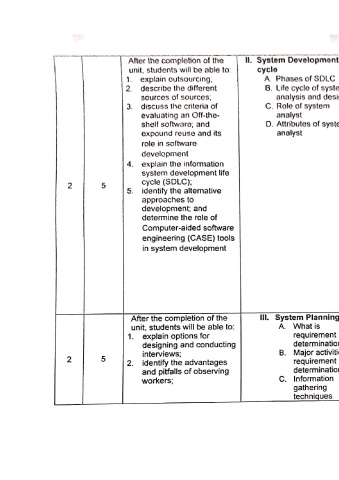 After the completion of the
unit, students will be able to:
1. explain outsourcing,
2. describe the different
sources of sources;
3. discuss the criteria of
evaluating an Off-the-
shelf software; and
expound reuse and its
role in software
development
4. explain the information
system development life
cycle (SDLC);
5. identify the alternative
approaches to
development; and
determine the role of
Computer-aided software
engineering (CASE) tools
in system development
2
5
II. System Development
cycle
A. Phases of SDLC
B. Life cycle of syste
analysis and desi
C. Role of system
analyst
D. Attributes of syste
analyst
After the completion of the
unit, students will be able to:
1. explain options for
designing and conducting
interviews;
2. identify the advantages
and pitfalls of observing
workers;
2
5
III. System Planning
A. What is
requirement
determinatio
B. Major activiti
requirement
determinatio
C. Information
gathering
techniques